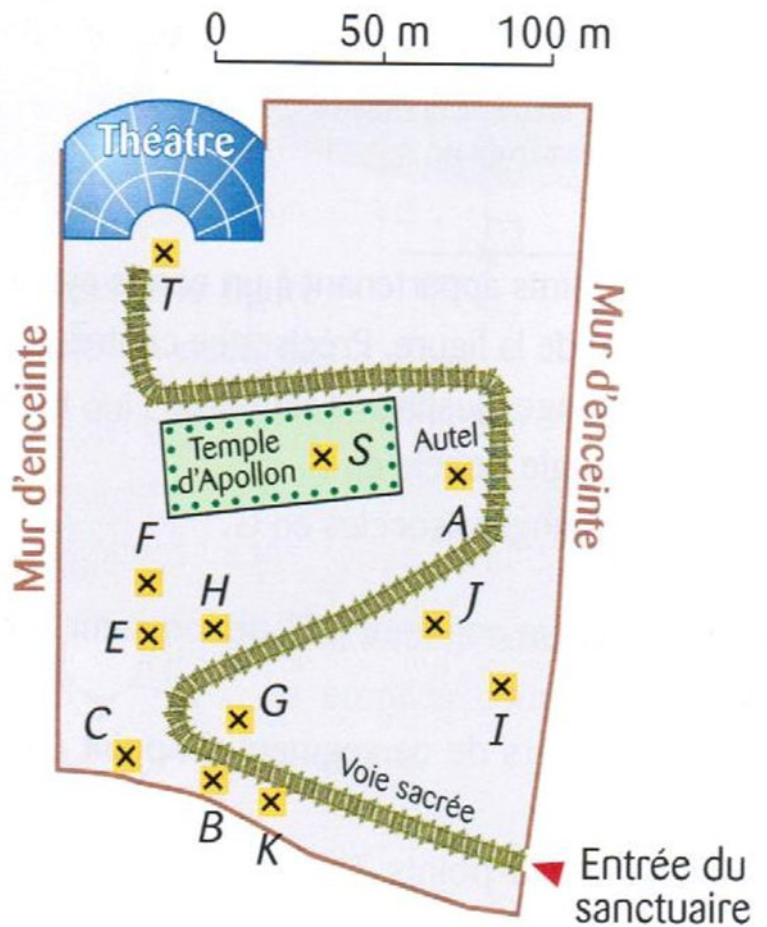 0 50 m 100 m
Théâtre
T
Mur d'enceinte
Mur d'enceinte
Temple
d'Apollon
S
Autel
A
F
H
J
E
G
I
C
Voie sacrée
B
K
Entrée du
sanctuaire